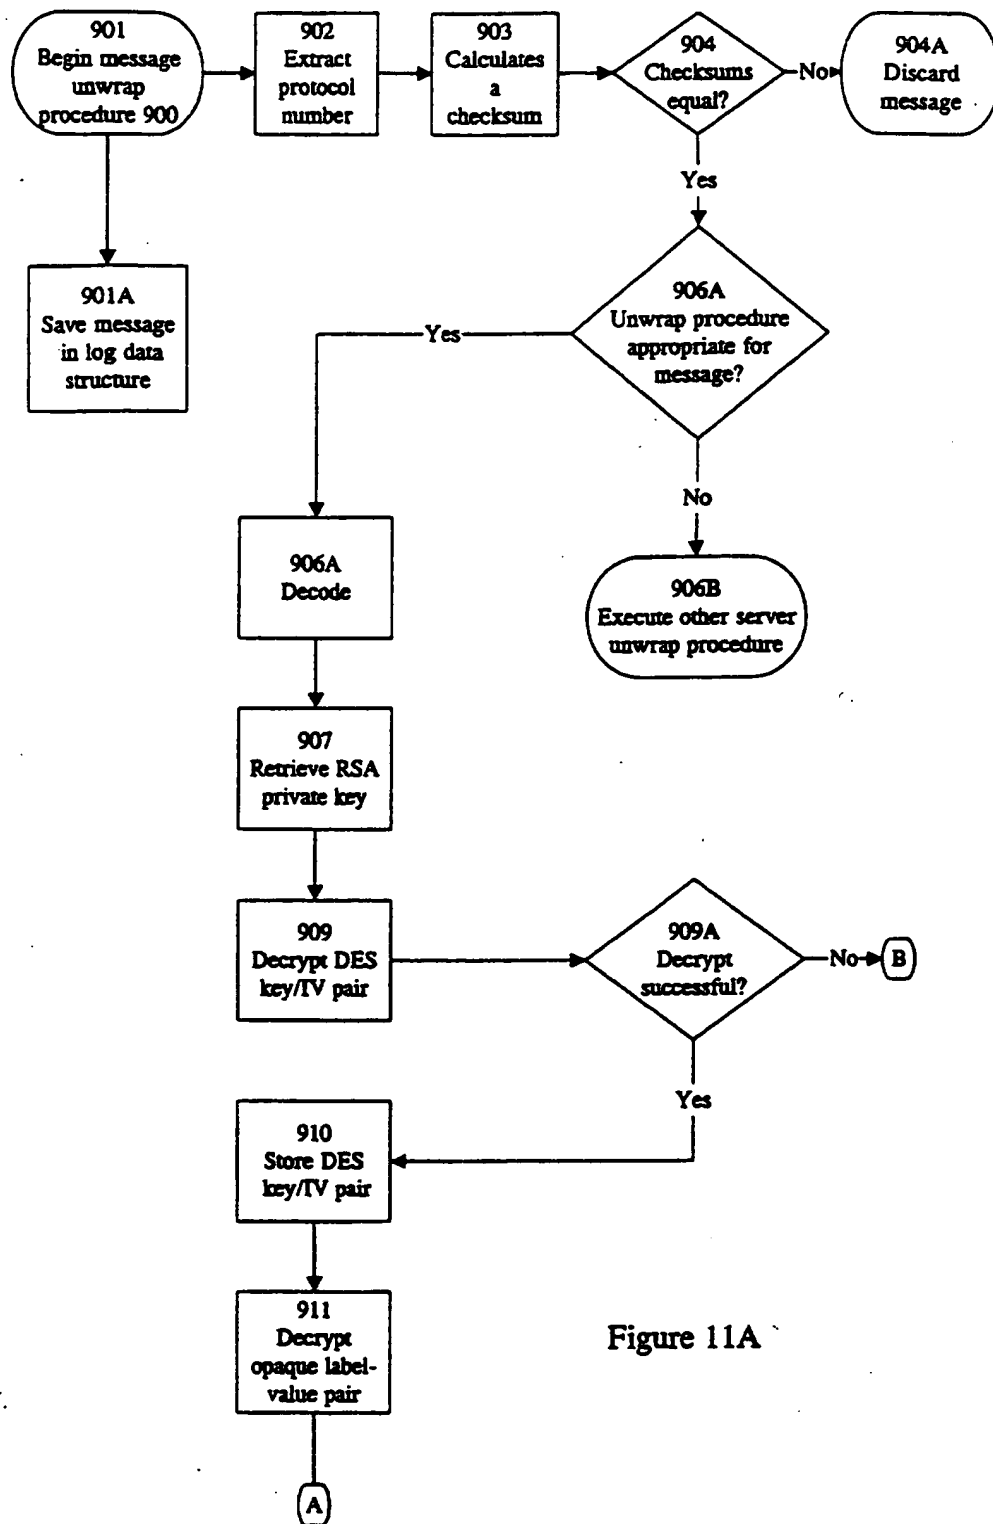 901
Begin message
unwrap
procedure 900
902
Extract
protocol
number
903
Calculates
a
checksum
904
Checksums
equal?
No
904A
Discard
message
Yes
901A
Save message
in log data
structure
906A
Unwrap procedure
appropriate for
message?
Yes
No
906A
Decode
906B
Execute other server
unwrap procedure
907
Retrieve RSA
private key
909
Decrypt DES
key/IV pair
909A
Decrypt
successful?
No
B
Yes
910
Store DES
key/IV pair
911
Decrypt
opaque label-
value pair
Figure 11A
A